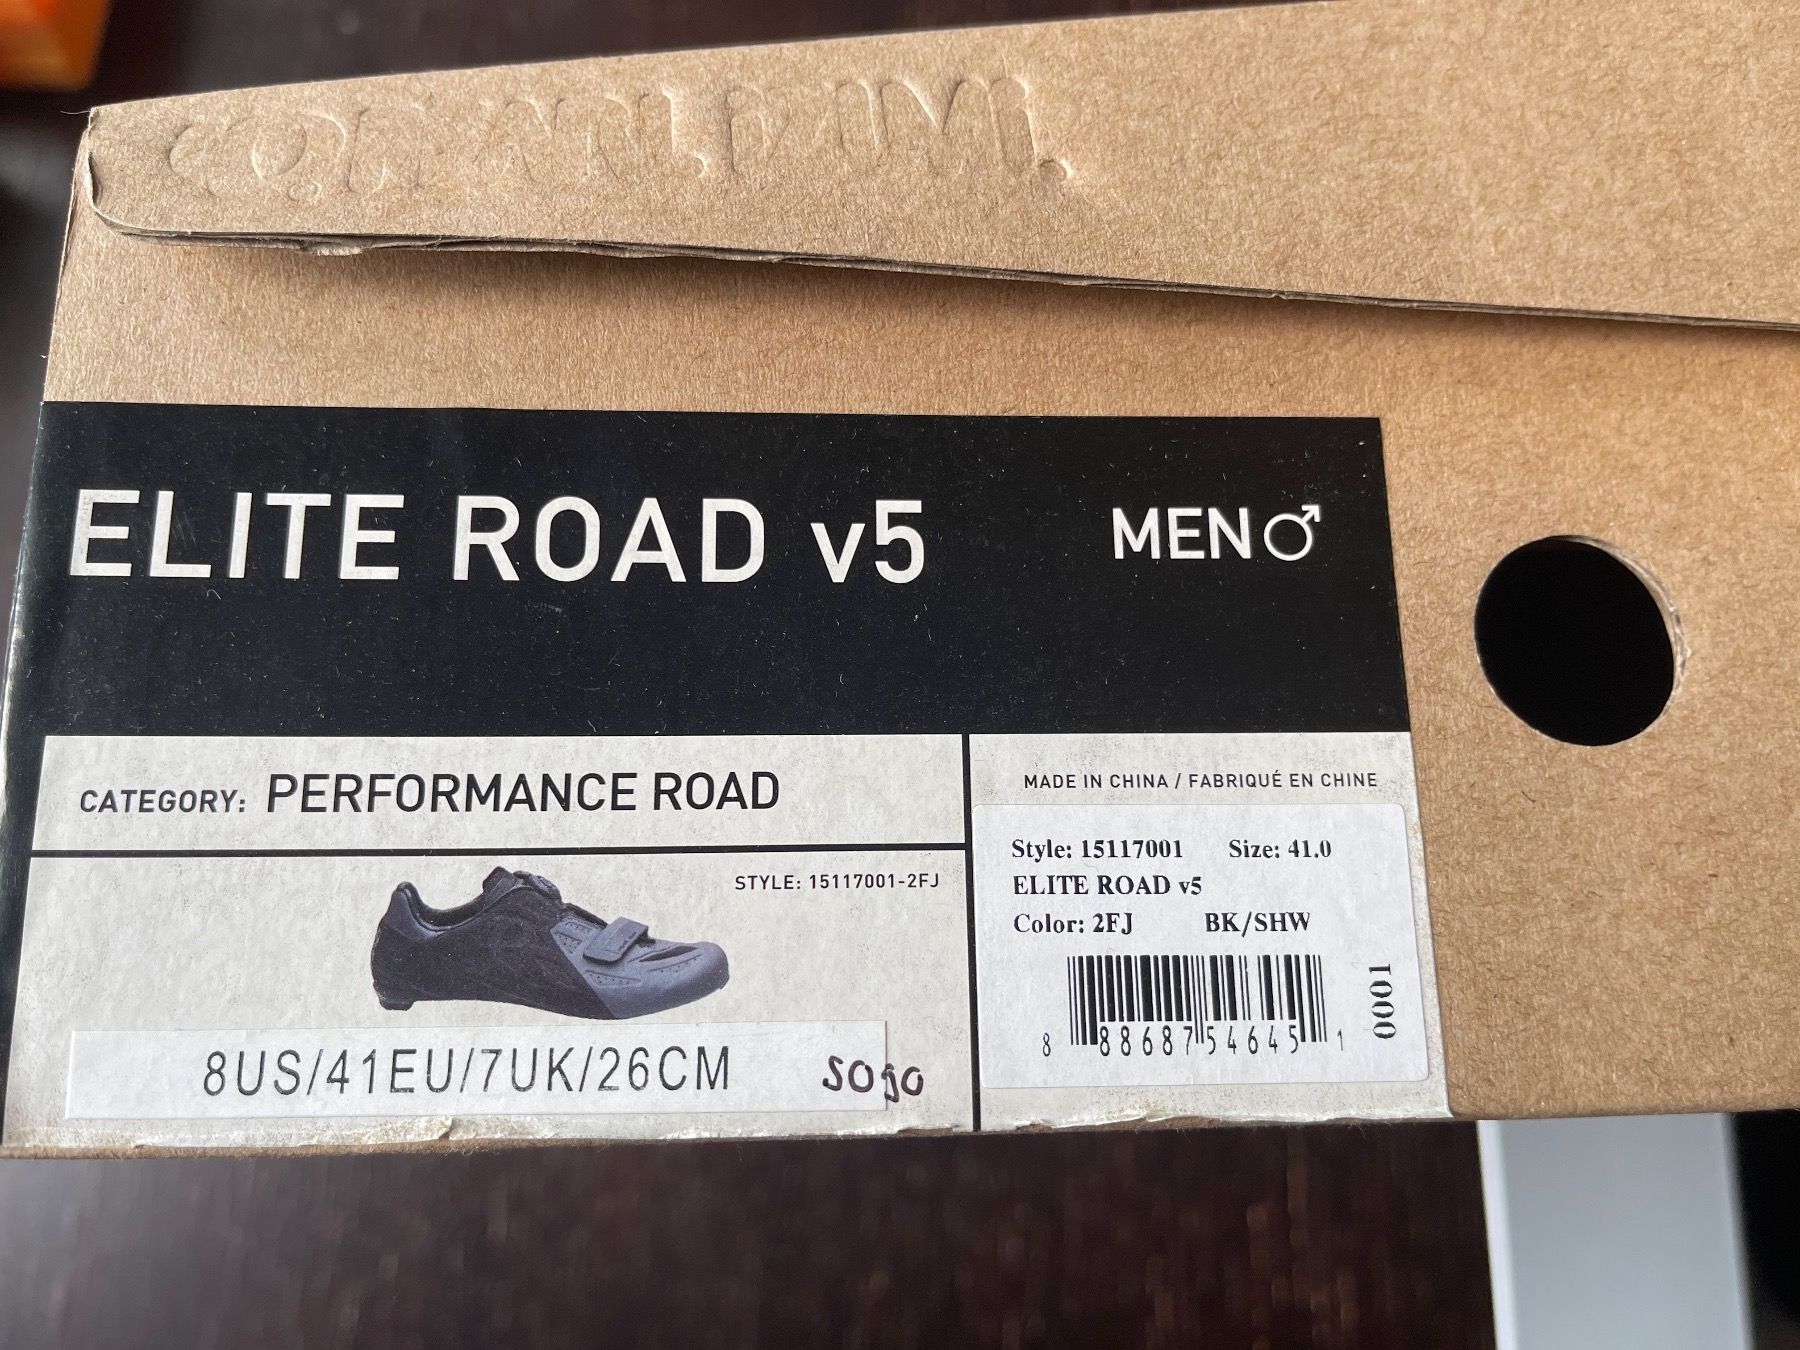 ELITE ROAD v5
MEN♂
CATEGORY: PERFORMANCE ROAD
STYLE: 15117001-2FJ
8US/41EU/7UK/26CM
MADE IN CHINA / FABRIQUÉ EN CHINE
Style: 15117001 Size: 41.0
ELITE ROAD v5
Color: 2FJ BK/SHW
8 88687 54645 1
0001